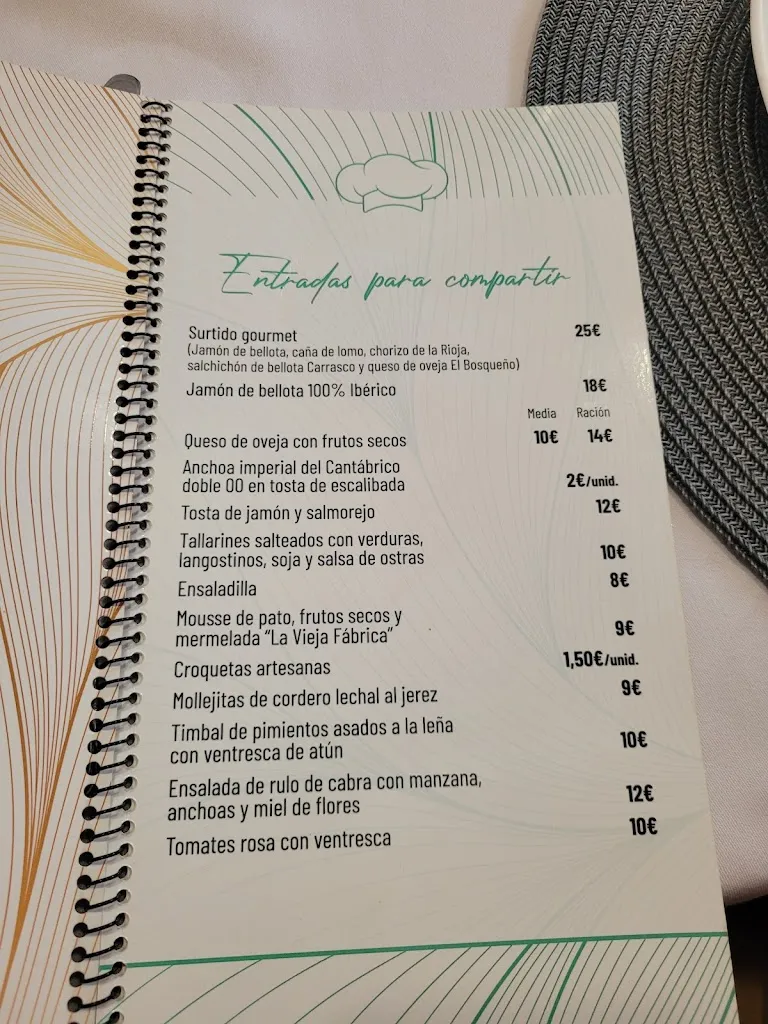 Entradas para compartir
Surtido gourmet 25€
(Jamón de bellota, caña de lomo, chorizo de la Rioja,
salchichón de bellota Carrasco y queso de oveja El Bosqueño)
Jamón de bellota 100% Ibérico 18€
Media Ración
Queso de oveja con frutos secos 10€ 14€
Anchoa imperial del Cantábrico
doble 00 en tosta de escalibada 2€/unid.
Tosta de jamón y salmorejo 12€
Tallarines salteados con verduras,
langostinos, soja y salsa de ostras 10€
Ensaladilla 8€
Mousse de pato, frutos secos y
mermelada "La Vieja Fábrica" 9€
Croquetas artesanas 1,50€/unid.
Mollejitas de cordero lechal al jerez 9€
Timbal de pimientos asados a la leña
con ventresca de atún 10€
Ensalada de rulo de cabra con manzana,
anchoas y miel de flores 12€
Tomates rosa con ventresca 10€